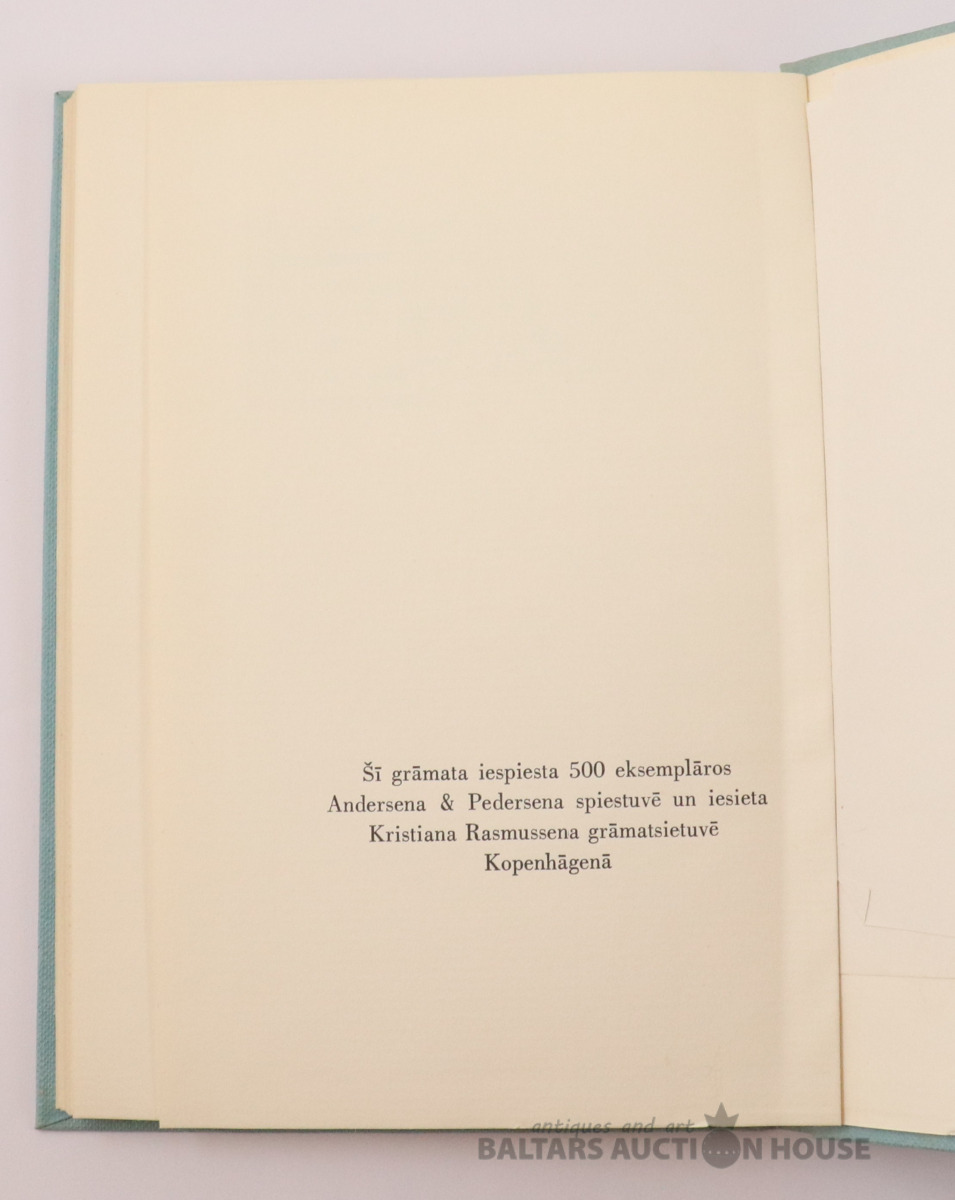 Šī grāmata iespiesta 500 eksemplāros
Andersena & Pedersena spiestuvē un iesieta
Kristiana Rasmussena grāmatsietuvē
Kopenhāgenā
antiques and art
BALTARS AUCTION HOUSE